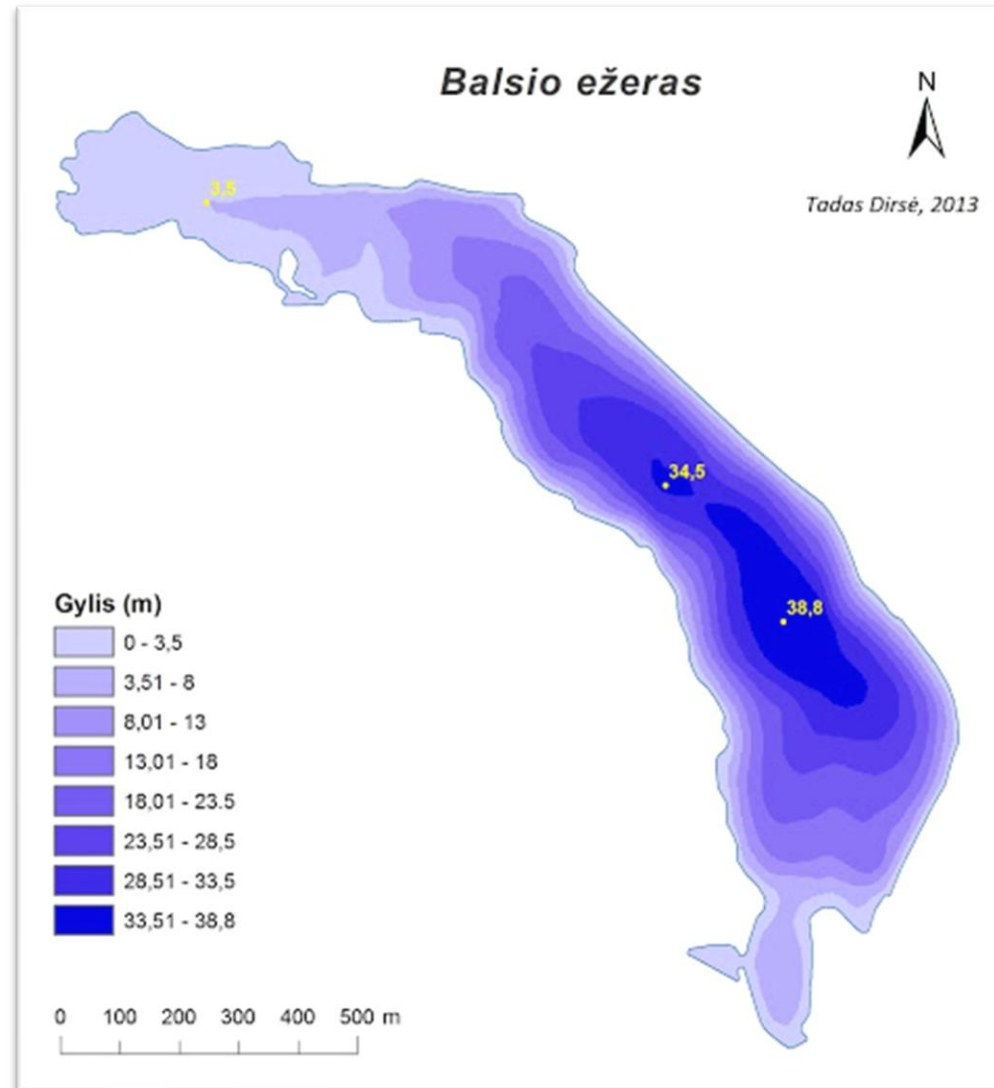 Balsio ežeras
N
Tadas Dirsė, 2013
3,5
34,5
38,8
Gylis (m)
0 - 3,5
3,51 - 8
8,01 - 13
13,01 - 18
18,01 - 23.5
23,51 - 28,5
28,51 - 33,5
33,51 - 38,8
0 100 200 300 400 500 m